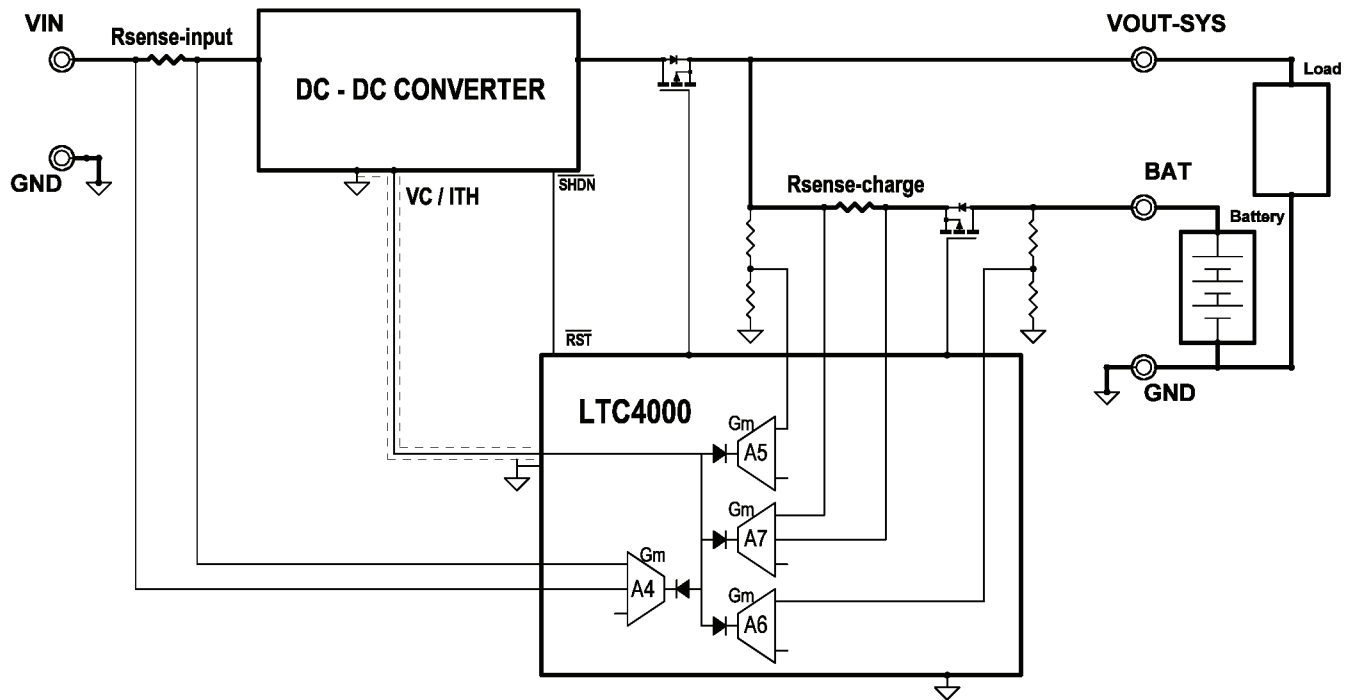 VIN
Rsense-input
VOUT-SYS
Load
DC - DC CONVERTER
GND
VC / ITH
SHDN
Rsense-charge
BAT
Battery
RST
GND
LTC4000
Gm
A5
Gm
A7
Gm
A4
Gm
A6